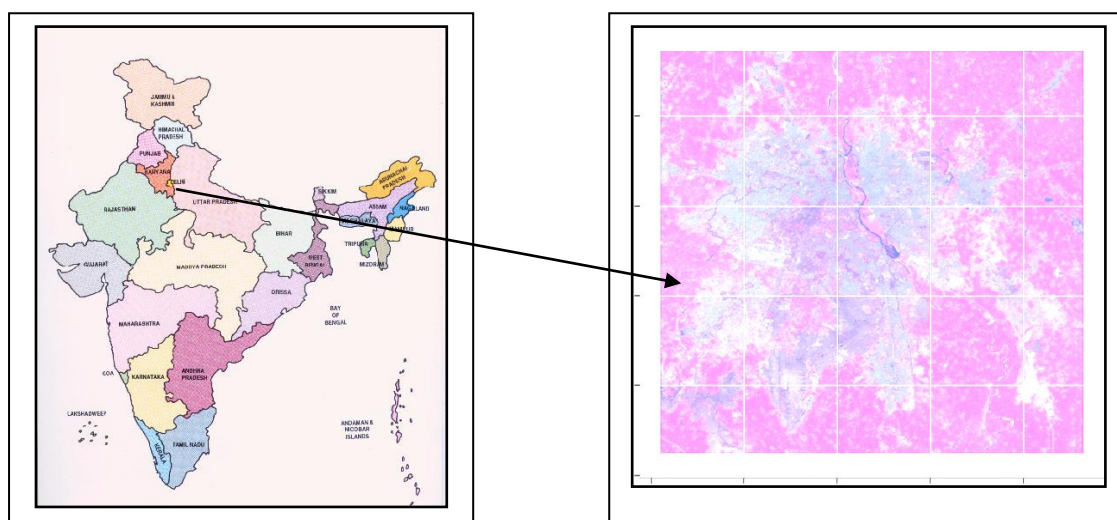 JAMMU &
KASHMIR
HIMACHAL
PRADESH
PUNJAB
HARYANA
DELHI
UTTAR PRADESH
RAJASTHAN
SIKKIM
ARUNACHAL
PRADESH
ASSAM
NAGALAND
MEGHALAYA
MANIPUR
TRIPURA
MIZORAM
BIHAR
WEST
BENGAL
GUJARAT
MADHYA PRADESH
ORISSA
MAHARASHTRA
BAY
OF
BENGAL
GOA
KARNATAKA
ANDHRA
PRADESH
LAKSHADWEEP
KERALA
TAMIL NADU
ANDAMAN &
NICOBAR
ISLANDS